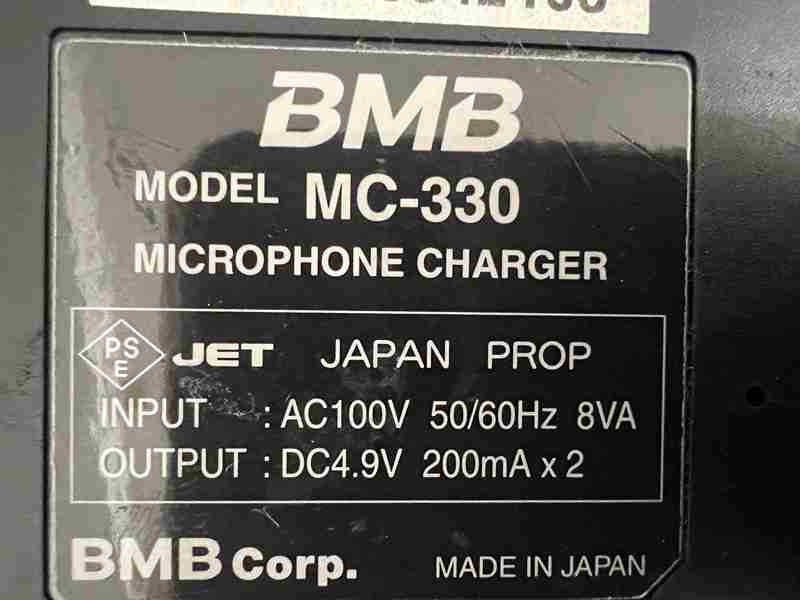 BMB
MODEL MC-330
MICROPHONE CHARGER
PS
E
JET JAPAN PROP
INPUT : AC100V 50/60Hz 8VA
OUTPUT : DC4.9V 200mA x 2
BMB Corp. MADE IN JAPAN